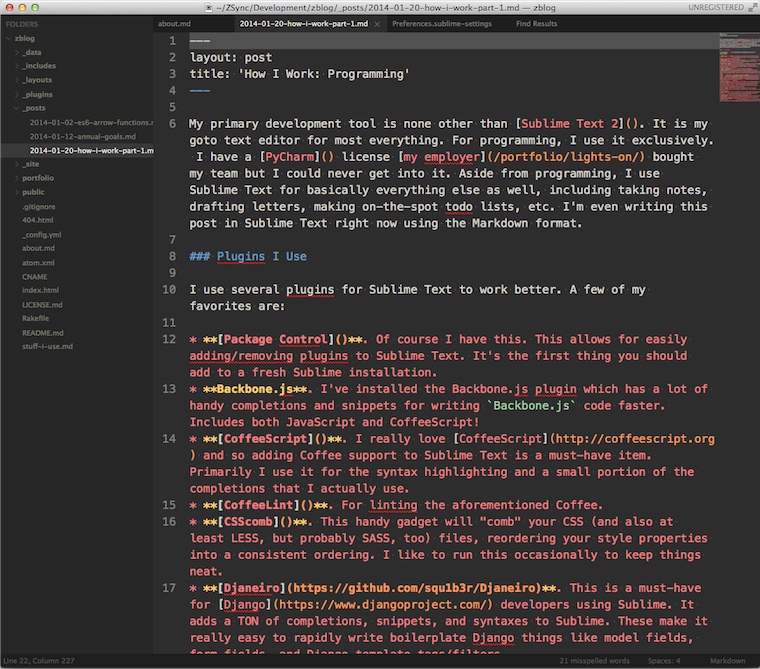 ~/ZSync/Development/zblog/_posts/2014-01-20-how-i-work-part-1.md — zblog
UNREGISTERED
FOLDERS
zblog
_data
_includes
_layouts
_plugins
_posts
2014-01-02-es6-arrow-functions.r
2014-01-12-annual-goals.md
2014-01-20-how-i-work-part-1.m
_site
portfolio
public
.gitignore
404.html
_config.yml
about.md
atom.xml
CNAME
index.html
LICENSE.md
Rakefile
README.md
stuff-i-use.md
about.md
2014-01-20-how-i-work-part-1.md
Preferences.sublime-settings
Find Results
1 ---
2 layout: post
3 title: 'How I Work: Programming'
4 ---
5
6 My primary development tool is none other than [Sublime Text 2](). It is my
goto text editor for most everything. For programming, I use it exclusively.
I have a [PyCharm]() license [my employer](/portfolio/lights-on/) bought
my team but I could never get into it. Aside from programming, I use
Sublime Text for basically everything else as well, including taking notes,
drafting letters, making on-the-spot todo lists, etc. I'm even writing this
post in Sublime Text right now using the Markdown format.
7
8 ### Plugins I Use
9
10 I use several plugins for Sublime Text to work better. A few of my
favorites are:
11
12 * **[Package Control]()**. Of course I have this. This allows for easily
adding/removing plugins to Sublime Text. It's the first thing you should
add to a fresh Sublime installation.
13 * **Backbone.js**. I've installed the Backbone.js plugin which has a lot of
handy completions and snippets for writing `Backbone.js` code faster.
Includes both JavaScript and CoffeeScript!
14 * **[CoffeeScript]()**. I really love [CoffeeScript](http://coffeescript.org
) and so adding Coffee support to Sublime Text is a must-have item.
Primarily I use it for the syntax highlighting and a small portion of the
completions that I actually use.
15 * **[CoffeeLint]()**. For linting the aforementioned Coffee.
16 * **[CSScomb]()**. This handy gadget will "comb" your CSS (and also at
least LESS, but probably SASS, too) files, reordering your style properties
into a consistent ordering. I like to run this occasionally to keep things
neat.
17 * **[Djaneiro](https://github.com/squ1b3r/Djaneiro)**. This is a must-have
for [Django](https://www.djangoproject.com/) developers using Sublime. It
adds a TON of completions, snippets, and syntaxes to Sublime. These make it
really easy to rapidly write boilerplate Django things like model fields,
form fields, and Django template tags/filters.
Line 22, Column 227
21 misspelled words
Spaces: 4
Markdown